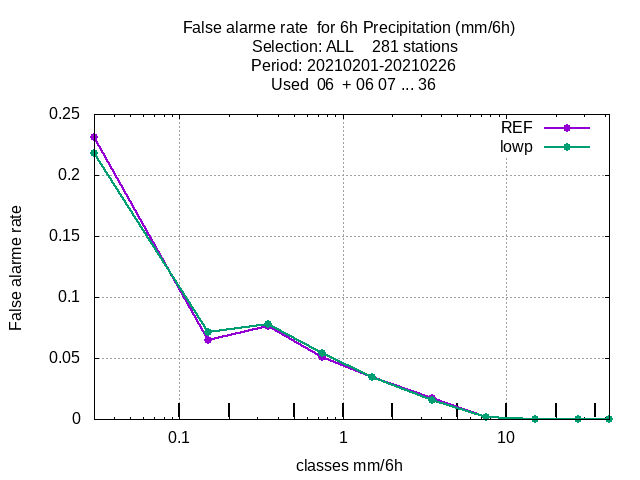 False alarme rate  for 6h Precipitation (mm/6h)
Selection: ALL    281 stations
Period: 20210201-20210226
Used  06  + 06 07 ... 36
REF
lowp
0.25
0.2
0.15
0.1
0.05
0
False alarme rate
0.1 1 10
classes mm/6h